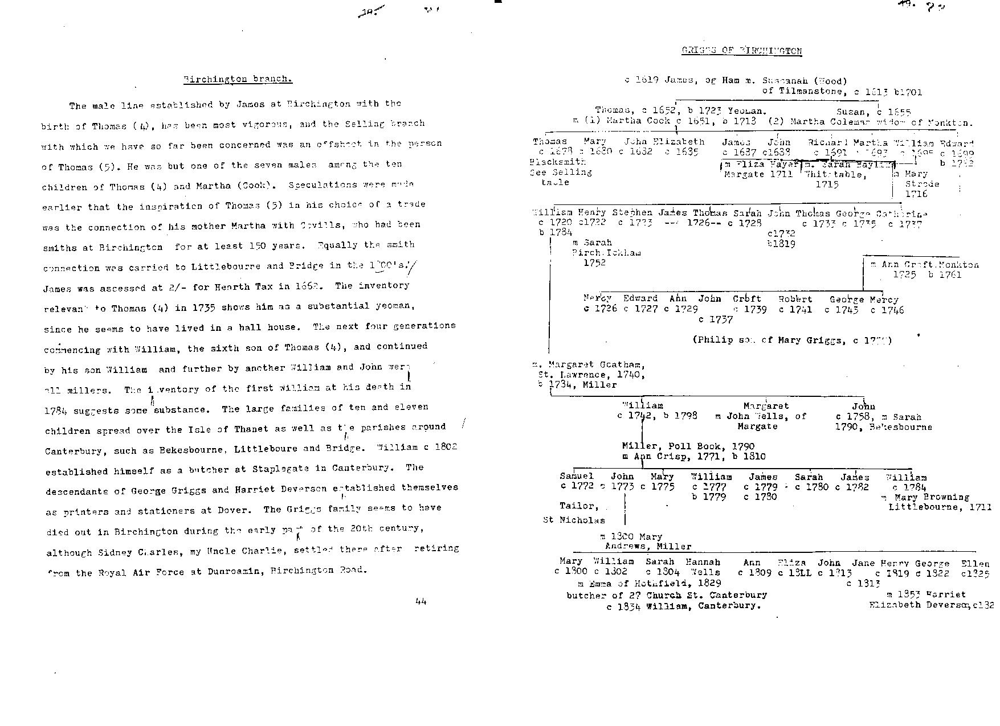 Birchington branch.
The male line established by James at Birchington with the
birth of Thomas (4), has been most vigorous, and the Selling branch
with which we have so far been concerned was an offshoot in the person
of Thomas (5). He was but one of the seven males among the ten
children of Thomas (4) and Martha (Cook). Speculations were made
earlier that the inspiration of Thomas (5) in his choice of a trade
was the connection of his mother Martha with who had been
smiths at Birchington for at least 150 years. Equally the smith
connection was carried to Littlebourne and Bridge in the
James was ascessed at 2/- for Hearth Tax in 1662. The inventory
relevant to Thomas (4) in 1735 shows him as a substantial yeoman,
since he seems to have lived in a hall house. The next four generations
commencing with William, the sixth son of Thomas (4), and continued
by his son William and further by another William and John were
all millers. The i ventory of the first William at his death in
1784 suggests some substance. The large families of ten and eleven
children spread over the Isle of Thanet as well as t e parishes around
Canterbury, such as Bekesbourne, Littleboure and Bridge. William c 1802
established himself as a butcher at Staplegate in Canterbury. The
descendants of George Griggs and Harriet Deverson established themselves
as printers and stationers at Dover. The Griggs family seems to have
died out in Birchington during the early part of the 20th century,
although Sidney Charles, my Uncle Charlie, settled there after retiring
from the Royal Air Force at Dunroamin, Birchington Road.
44
GRIGGS OF BIRCHINGTON
c 1619 James, of Ham m. Sussanah (Wood)
of Tilmanstone, c 1613 b1701
Thomas, c 1652, b 1723 Yeoman. Susan, c 1655
m (1) Martha Cook c 1651, b 1713 (2) Martha Coleman widow of Monkton.
Thomas Mary John Elizabeth James John Richard Martha William Edward
c 1678 c 1680 c 1682 c 1685 c 1687 c1688 c 1691 c 1693 c 1699
Blacksmith m Eliza Sarah b
See Selling Margate 1711 Whitstable, m Mary
table 1715 Strode
1716
William Henry Stephen James Thomas Sarah John Thomas George Catherine
c 1720 c1722 c 1723 --- 1726-- c 1728 c 1733 c 1735 c 1737
b 1784 c1732
m Sarah b1819
Birch.Ickham
1752 m Ann Croft.Monkton
1725 b 1761
Mercy Edward Ann John Croft Robert George Mercy
c 1726 c 1727 c 1729 c 1739 c 1741 c 1743 c 1746
c 1737
(Philip son of Mary Griggs, c
m. Margaret Goatham,
St. Lawrence, 1740,
b 1734, Miller
William Margaret John
c 1742, b 1798 m John Wells, of c 1758, m Sarah
Margate 1790, Bekesbourne
Miller, Poll Book, 1790
m Ann Crisp, 1771, b 1810
Samuel John Mary William James Sarah James William
c 1772 c 1773 c 1775 c 1777 c 1779 - c 1780 c 1782 c 1784
b 1779 c 1780 m Mary Browning
Tailor, Littlebourne, 1711
St Nicholas
m 1800 Mary
Andrews, Miller
Mary William Sarah Hannah Ann Eliza John Jane Henry George Ellen
c 1800 c 1802 c 1804 Wells c 1809 c 18LL c 1813 c 1819 c 1822 c1825
m Emma of Hothfield, 1829 c 1813
butcher of 27 Church St. Canterbury m 1853 Harriet
c 1834 William, Canterbury. Elizabeth Deverson,c132